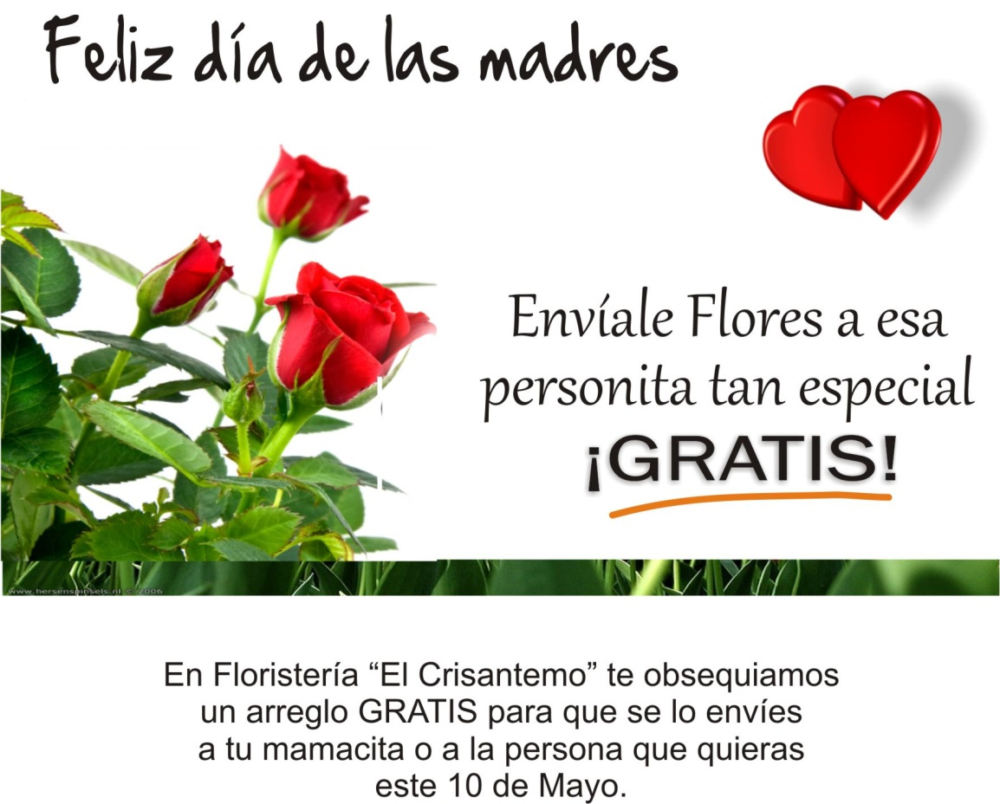 Feliz día de las madres
Envíale Flores a esa
personita tan especial
¡GRATIS!
www.hersenspinsels.nl © 2006
En Floristería “El Crisantemo” te obsequiamos
un arreglo GRATIS para que se lo envíes
a tu mamacita o a la persona que quieras
este 10 de Mayo.